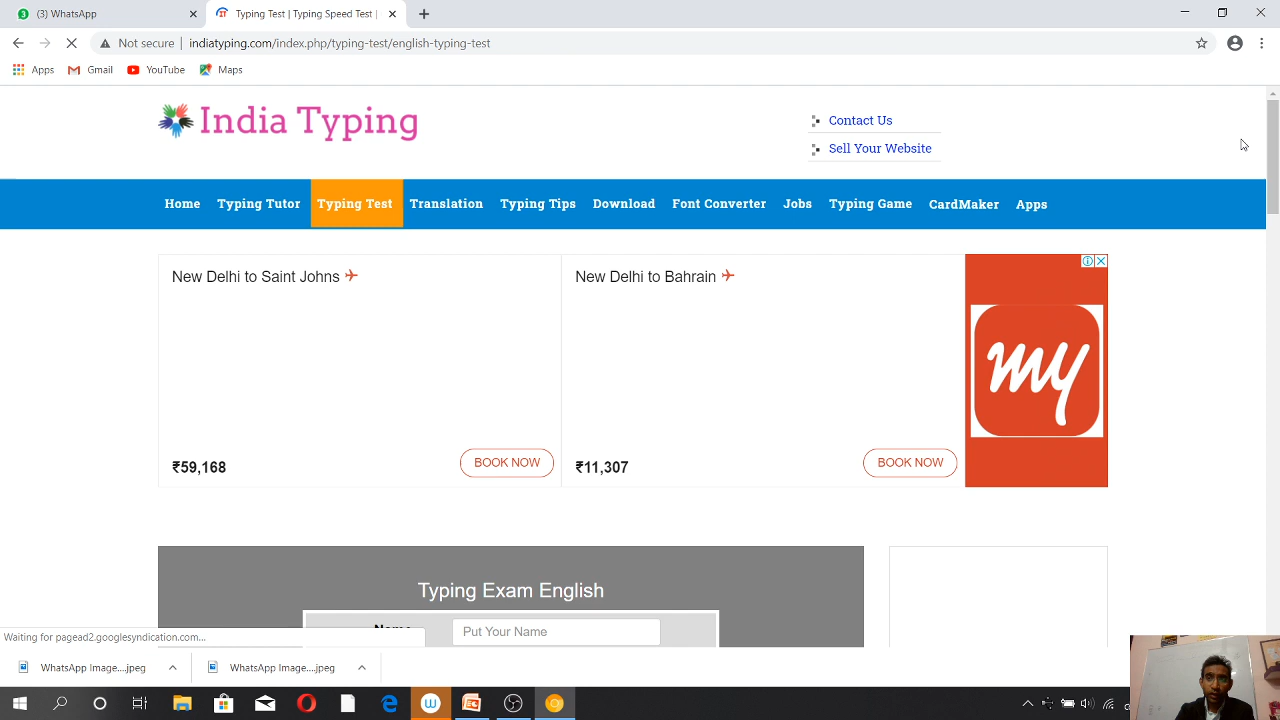 (3) WhatsApp
Typing Test | Typing Speed Test |
Not secure | indiatyping.com/index.php/typing-test/english-typing-test
Apps Gmail YouTube Maps
India Typing
Contact Us
Sell Your Website
Home Typing Tutor Typing Test Translation Typing Tips Download Font Converter Jobs Typing Game CardMaker Apps
New Delhi to Saint Johns
₹59,168
BOOK NOW
New Delhi to Bahrain
₹11,307
BOOK NOW
my
Typing Exam English
Name
Put Your Name
Waiting for pagead2.googlesyndication.com...
WhatsApp Image....jpeg
WhatsApp Image....jpeg